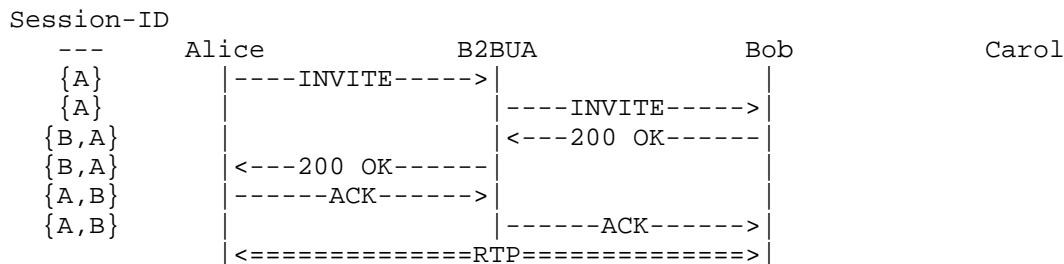 Session-ID
--- Alice B2BUA Bob Carol
{A} |----INVITE----->| |
{A} | |----INVITE----->|
{B,A} | |<---200 OK------|
{B,A} |<---200 OK------| |
{A,B} |------ACK------>| |
{A,B} | |------ACK------>|
|<==============RTP==============>|